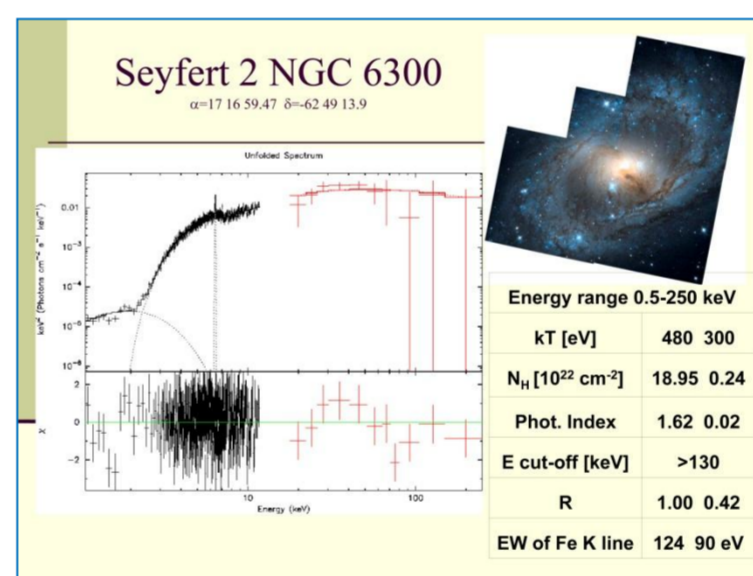 Seyfert 2 NGC 6300
α=17 16 59.47 δ=-62 49 13.9
Unfolded Spectrum
keV² (Photons cm⁻² s⁻¹ keV⁻¹)
0.01
10⁻³
10⁻⁴
10⁻⁵
10⁻⁶
χ
2
0
−2
10
100
Energy (keV)
Energy range 0.5-250 keV
kT [eV] 480 300
N_H [10²² cm⁻²] 18.95 0.24
Phot. Index 1.62 0.02
E cut-off [keV] >130
R 1.00 0.42
EW of Fe K line 124 90 eV